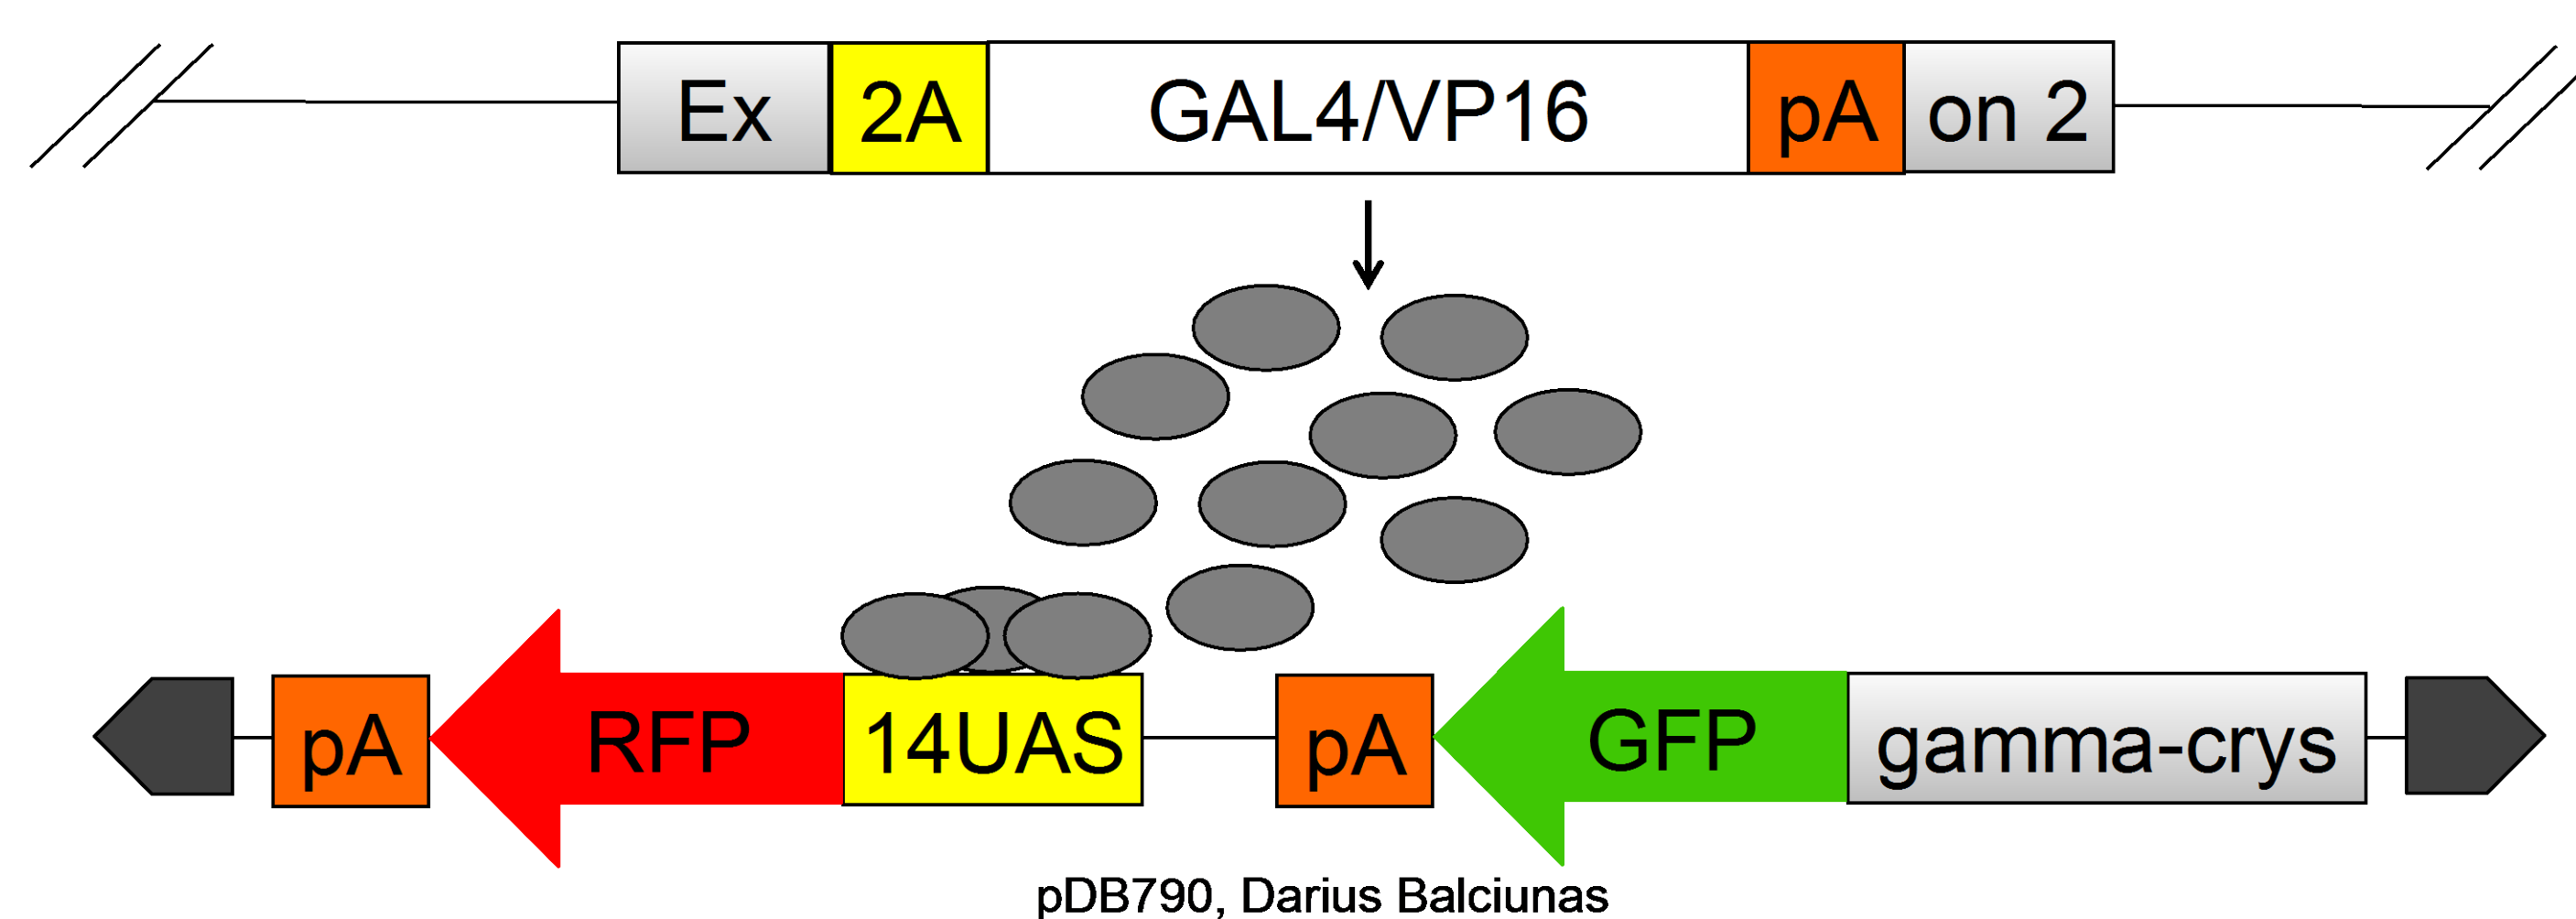 Ex 2A GAL4/VP16 pA on 2
pA RFP 14UAS pA GFP gamma-crys
pDB790, Darius Balciunas